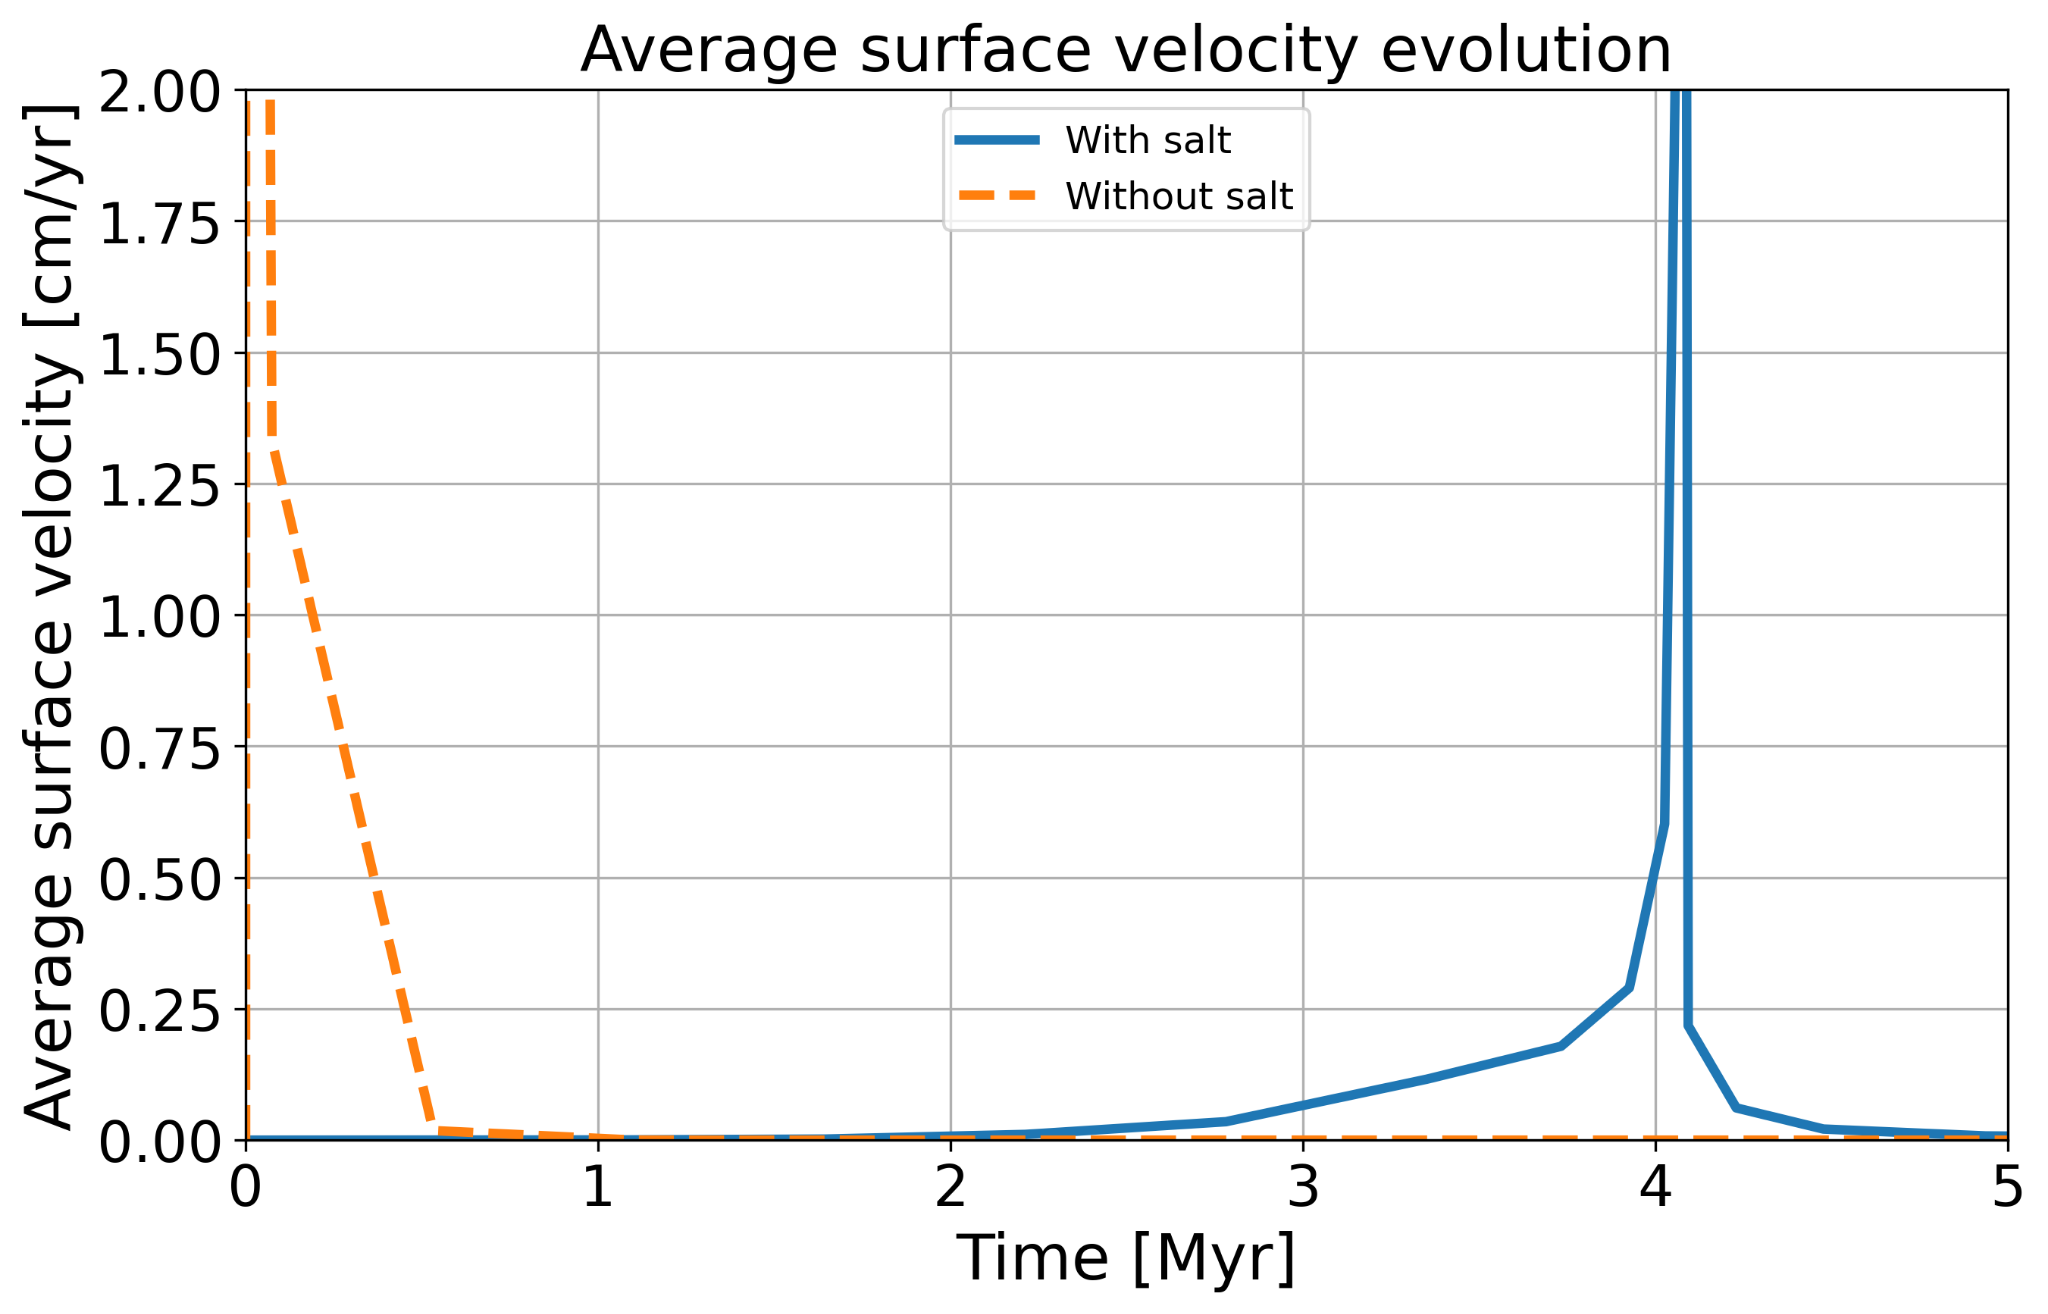 Average surface velocity evolution
Average surface velocity [cm/yr]
2.00
1.75
1.50
1.25
1.00
0.75
0.50
0.25
0.00
With salt
Without salt
0 1 2 3 4 5
Time [Myr]